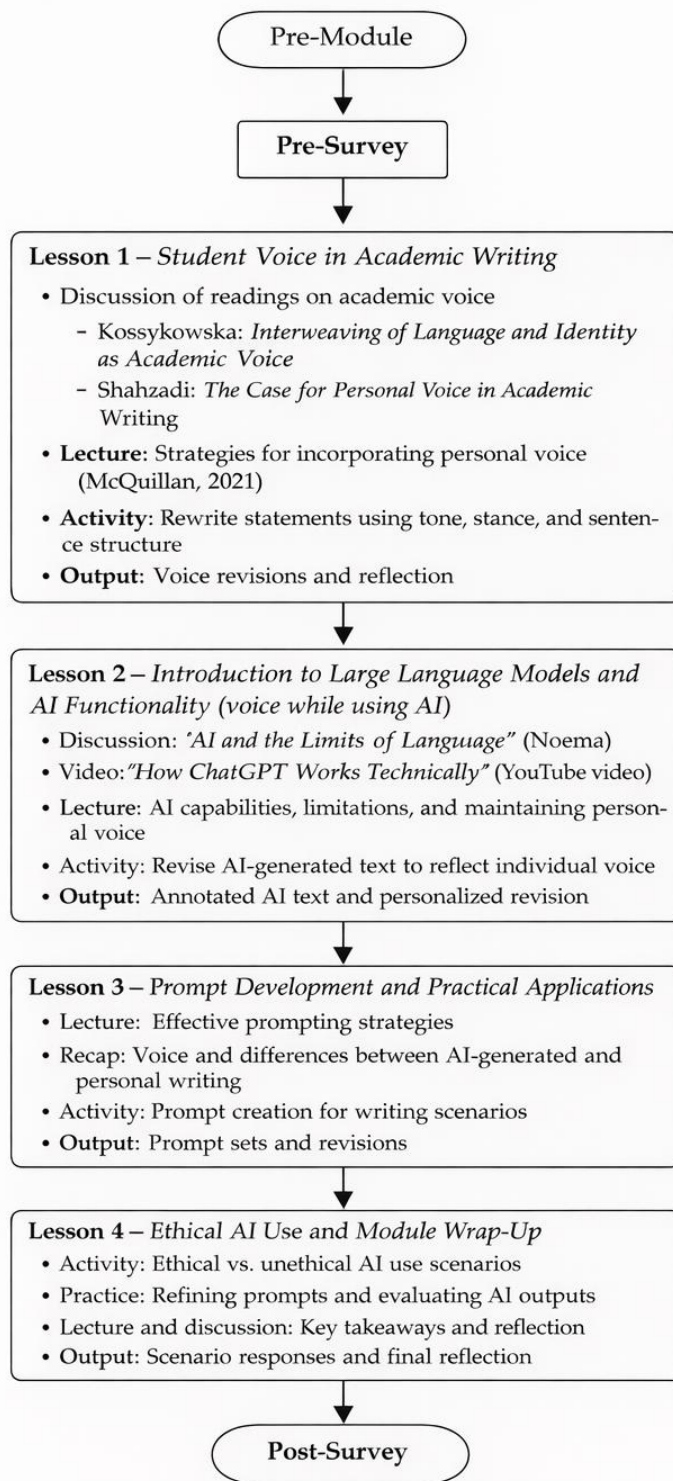 Pre-Module
Pre-Survey
Lesson 1 – Student Voice in Academic Writing
• Discussion of readings on academic voice
– Kossykowska: Interweaving of Language and Identity
as Academic Voice
– Shahzadi: The Case for Personal Voice in Academic
Writing
• Lecture: Strategies for incorporating personal voice
(McQuillan, 2021)
• Activity: Rewrite statements using tone, stance, and senten-
ce structure
• Output: Voice revisions and reflection
Lesson 2 – Introduction to Large Language Models and
AI Functionality (voice while using AI)
• Discussion: "AI and the Limits of Language" (Noema)
• Video: "How ChatGPT Works Technically" (YouTube video)
• Lecture: AI capabilities, limitations, and maintaining person-
al voice
• Activity: Revise AI-generated text to reflect individual voice
• Output: Annotated AI text and personalized revision
Lesson 3 – Prompt Development and Practical Applications
• Lecture: Effective prompting strategies
• Recap: Voice and differences between AI-generated and
personal writing
• Activity: Prompt creation for writing scenarios
• Output: Prompt sets and revisions
Lesson 4 – Ethical AI Use and Module Wrap-Up
• Activity: Ethical vs. unethical AI use scenarios
• Practice: Refining prompts and evaluating AI outputs
• Lecture and discussion: Key takeaways and reflection
• Output: Scenario responses and final reflection
Post-Survey